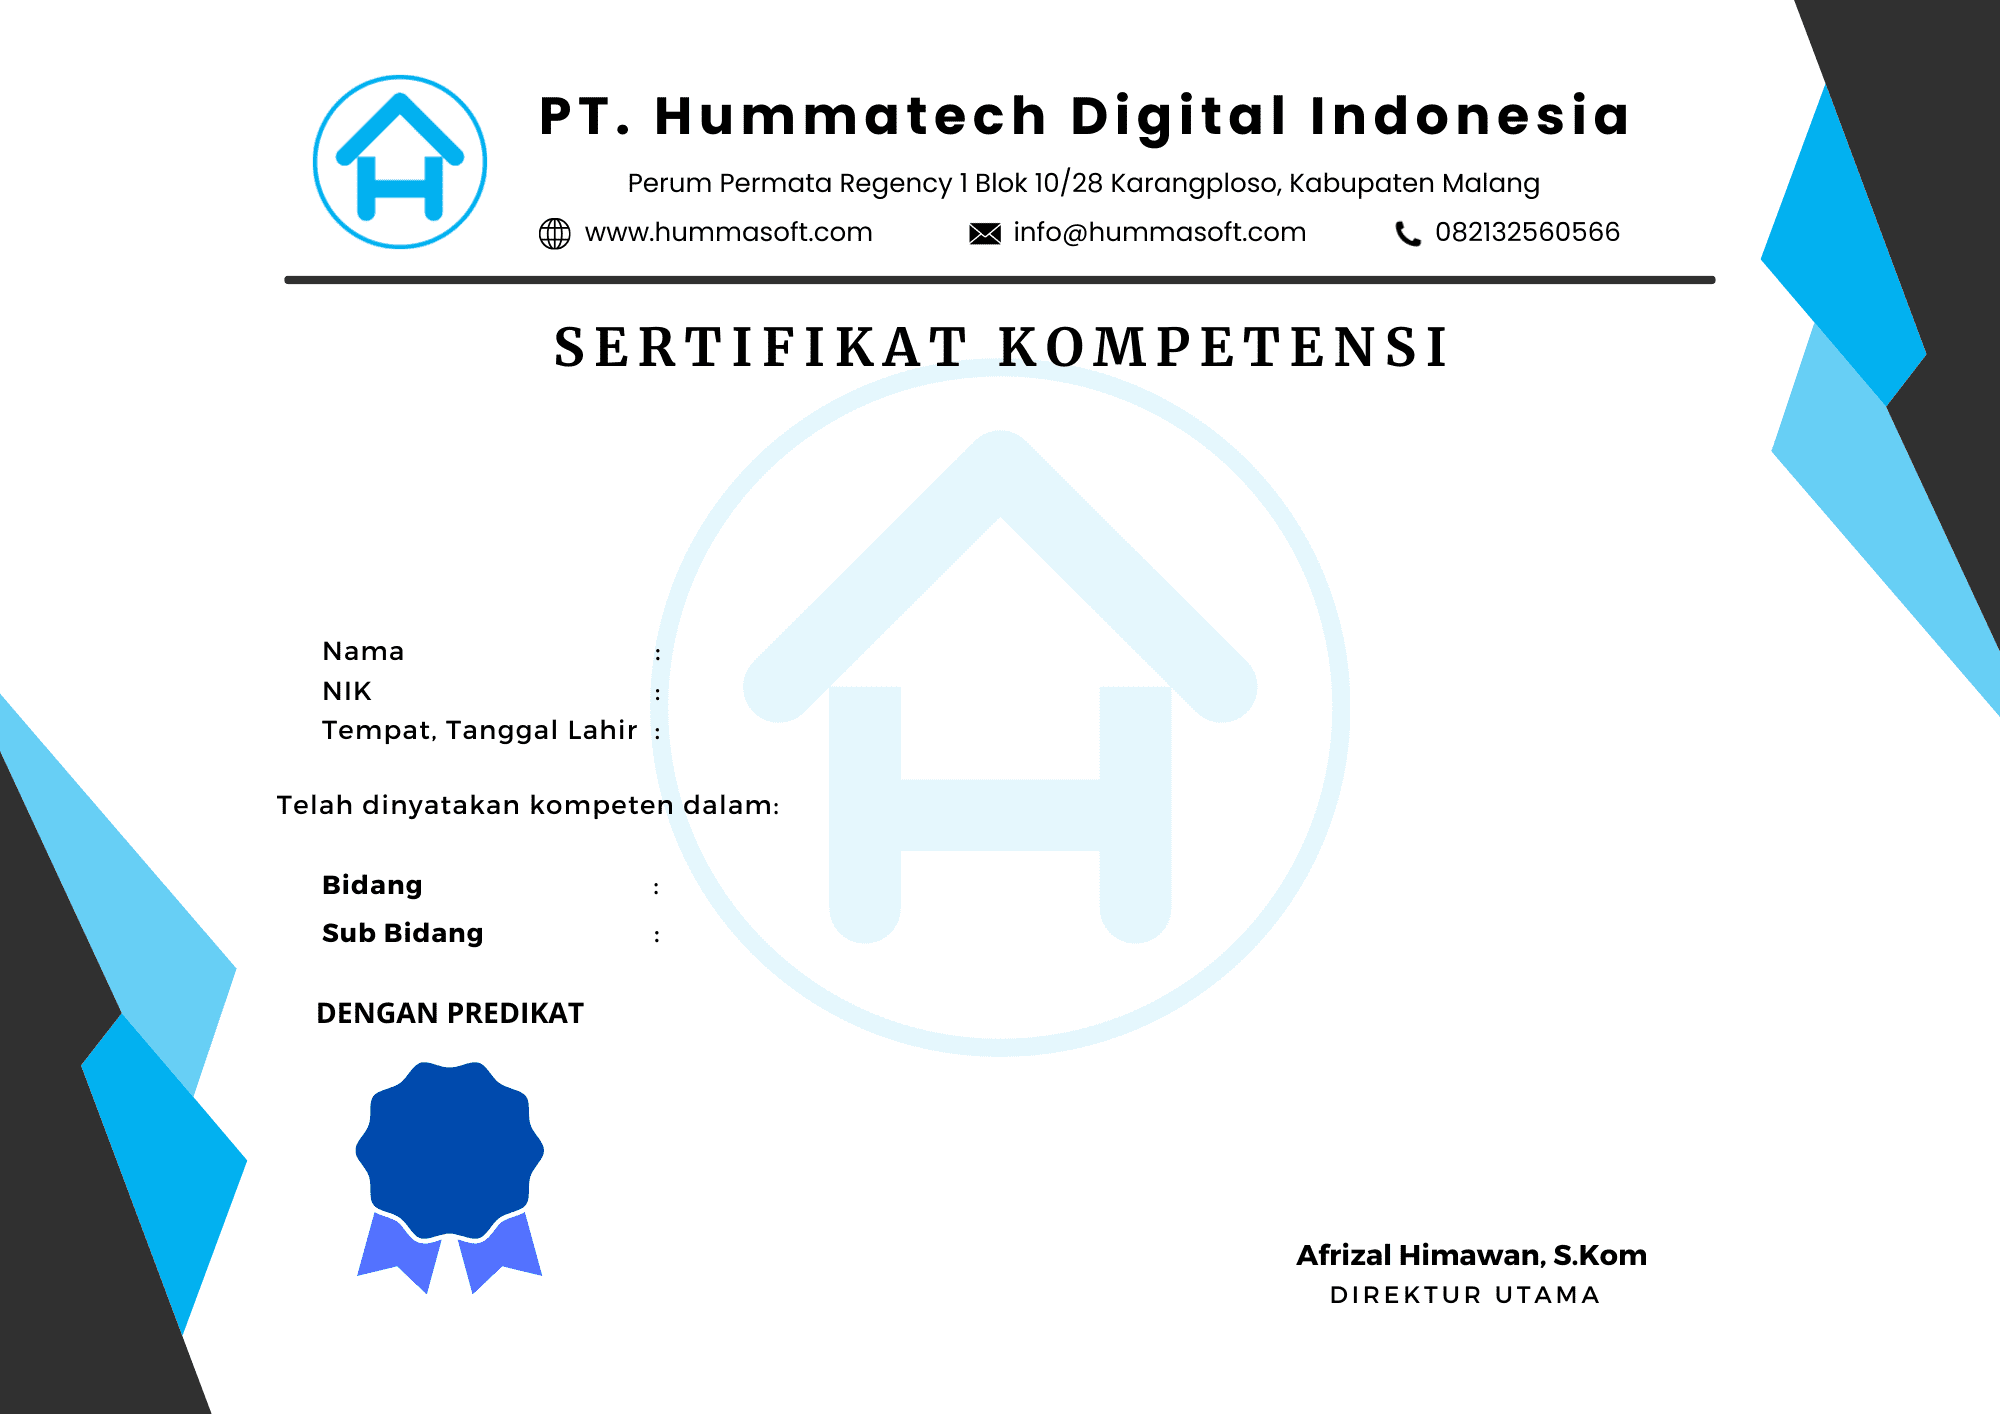 PT. Hummatech Digital Indonesia
Perum Permata Regency 1 Blok 10/28 Karangploso, Kabupaten Malang
www.hummasoft.com info@hummasoft.com 082132560566
SERTIFIKAT KOMPETENSI
Nama :
NIK :
Tempat, Tanggal Lahir :
Telah dinyatakan kompeten dalam:
Bidang :
Sub Bidang :
DENGAN PREDIKAT
Afrizal Himawan, S.Kom
DIREKTUR UTAMA